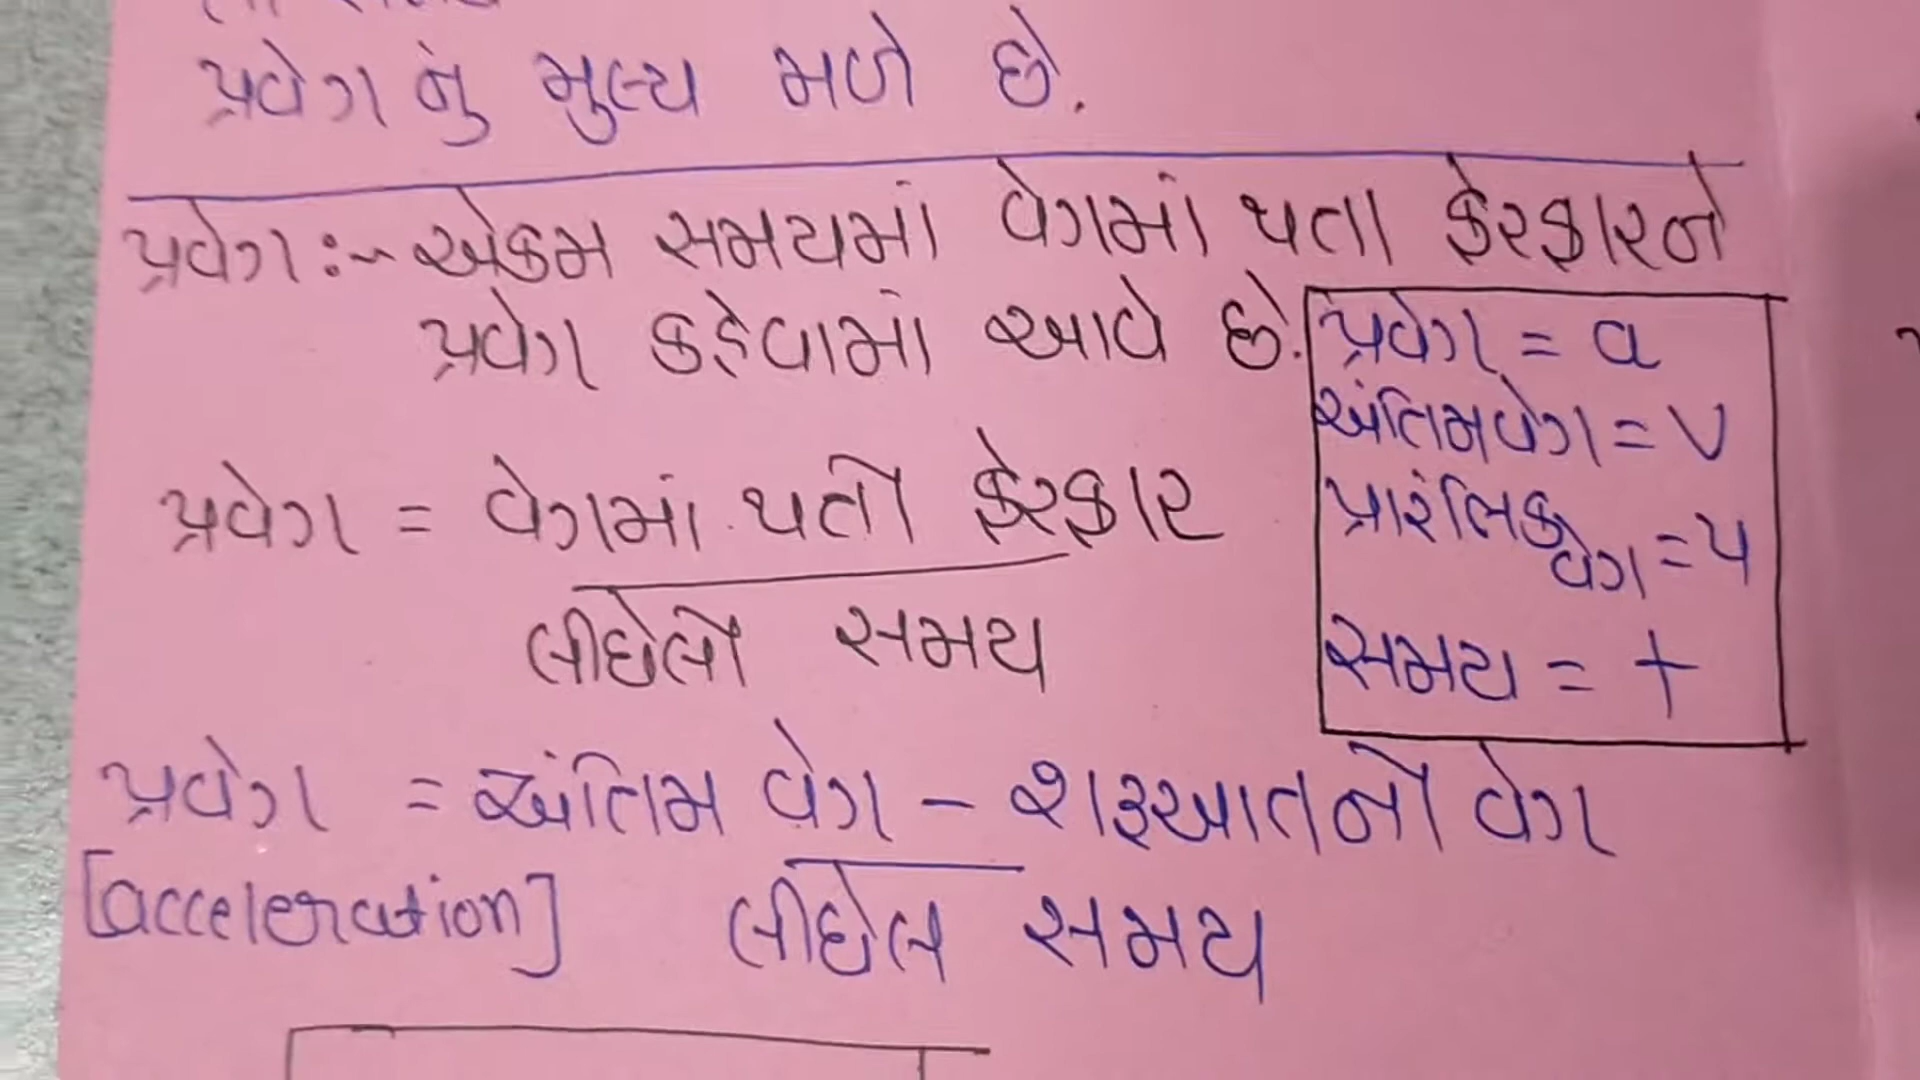 પ્રવેગ નું મુલ્ય મળે છે.
પ્રવેગ :- એકમ સમયમાં વેગમાં થતા ફેરફારને
પ્રવેગ કહેવામાં આવે છે.
પ્રવેગ = a
અંતિમવેગ = v
પ્રારંભિક
વેગ = u
સમય = t
પ્રવેગ = વેગમાં થતો ફેરફાર
લીધેલો સમય
પ્રવેગ = અંતિમ વેગ - શરૂઆતનો વેગ
[acceleration] લીધેલ સમય